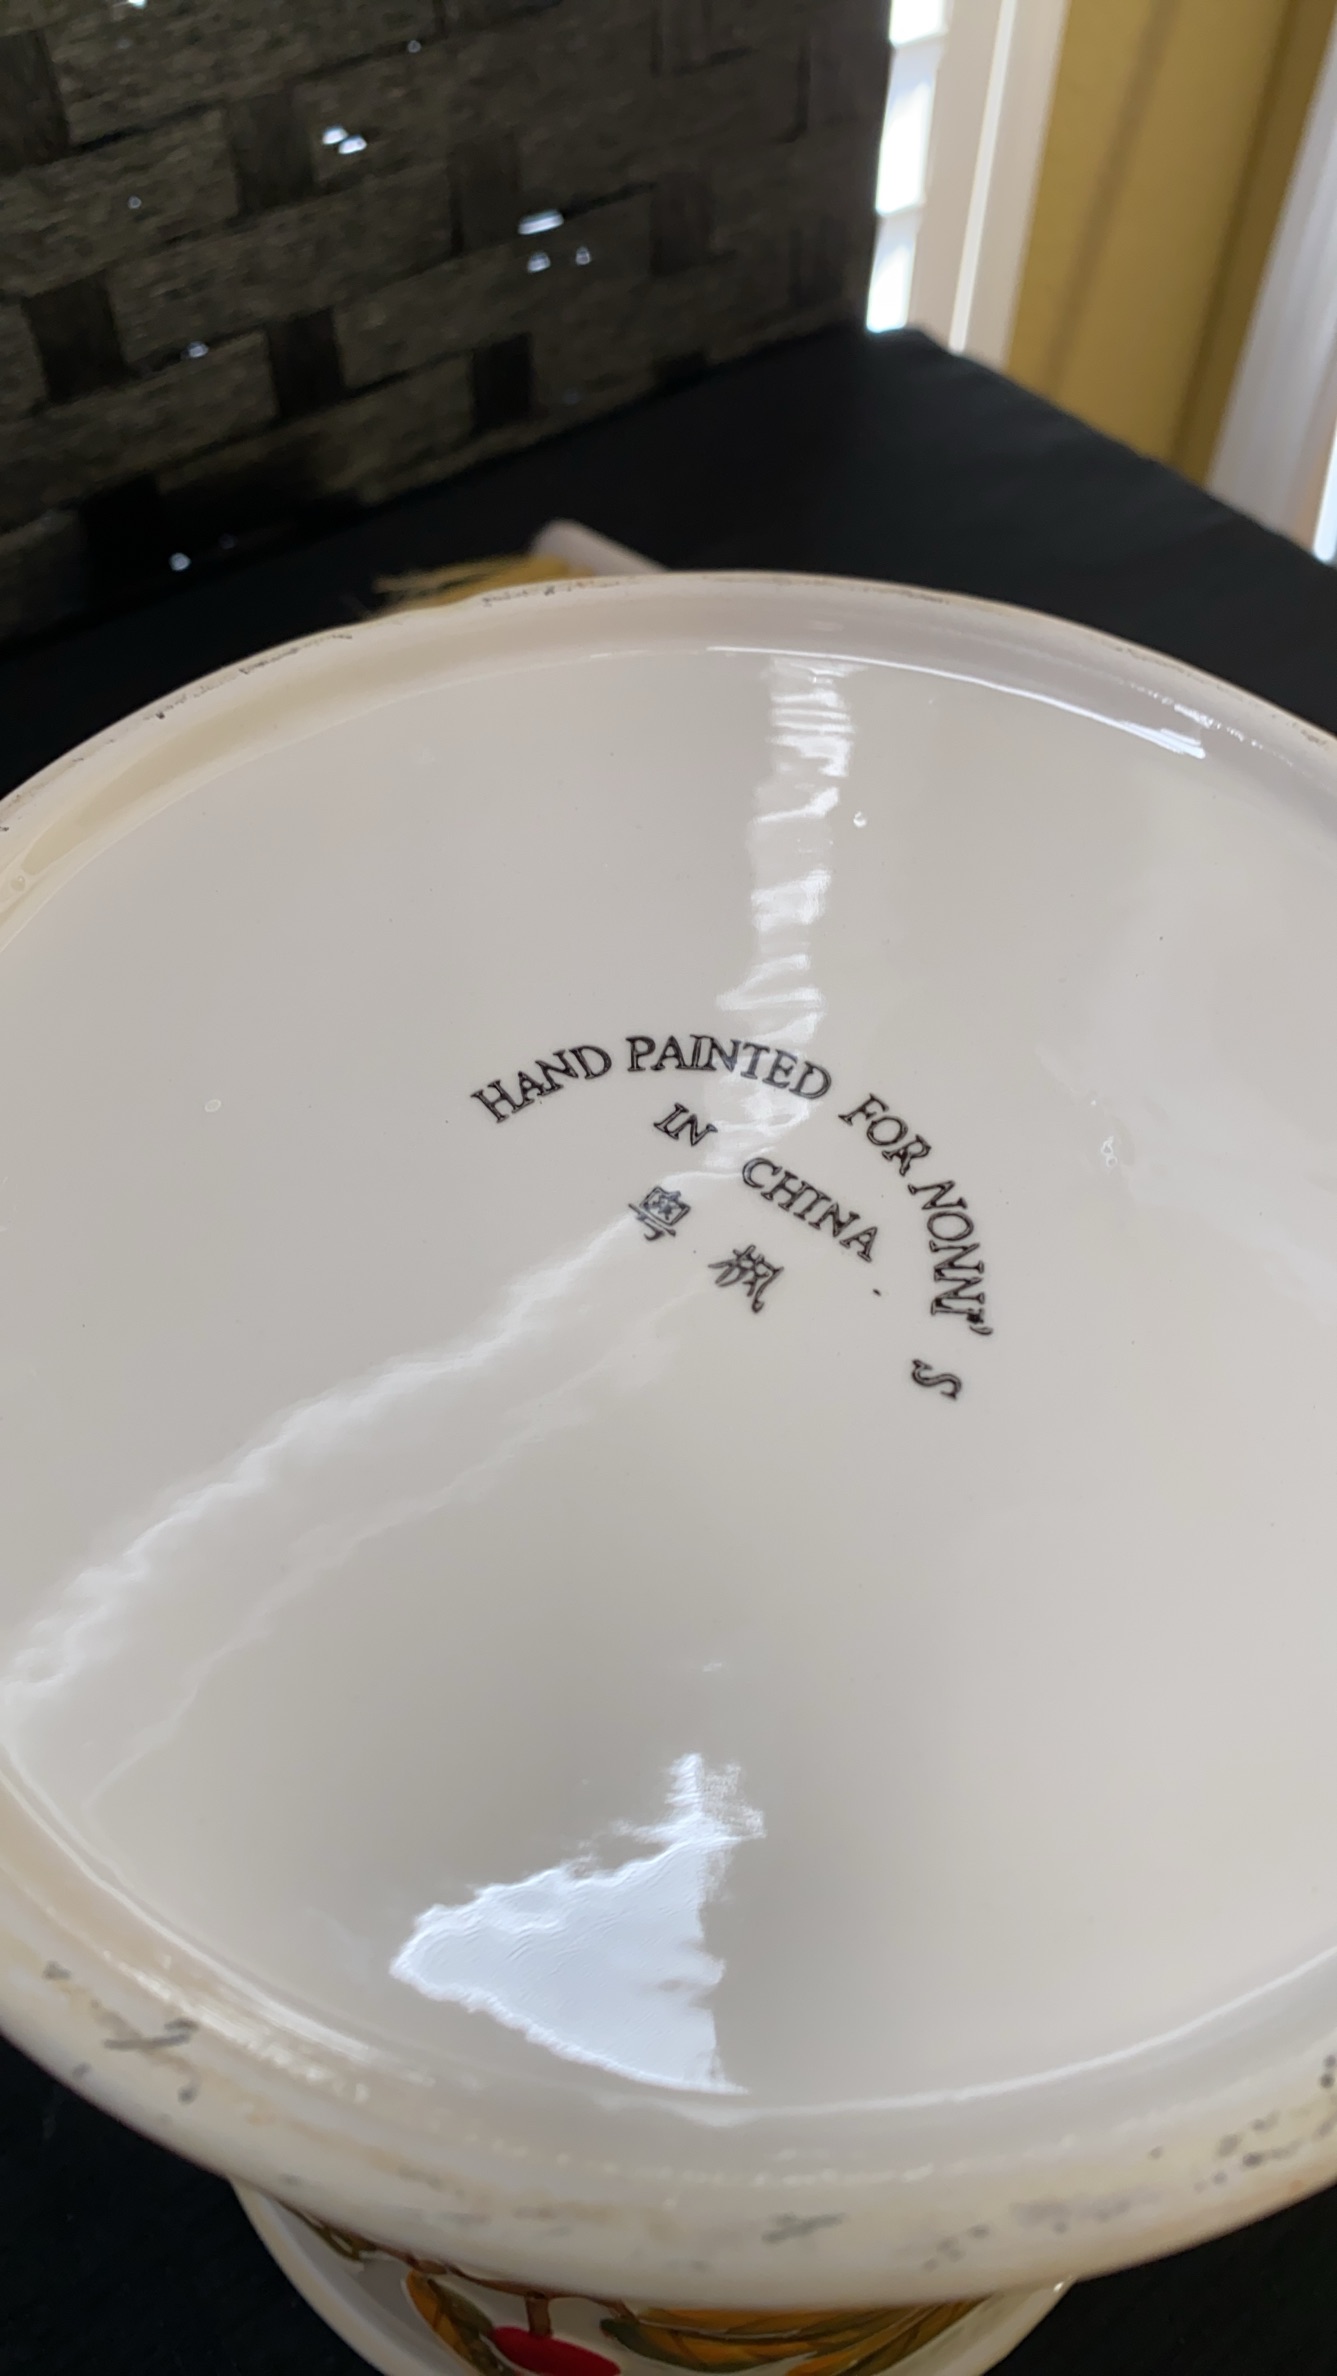 HAND PAINTED FOR NONNI'S
IN CHINA
粤枫